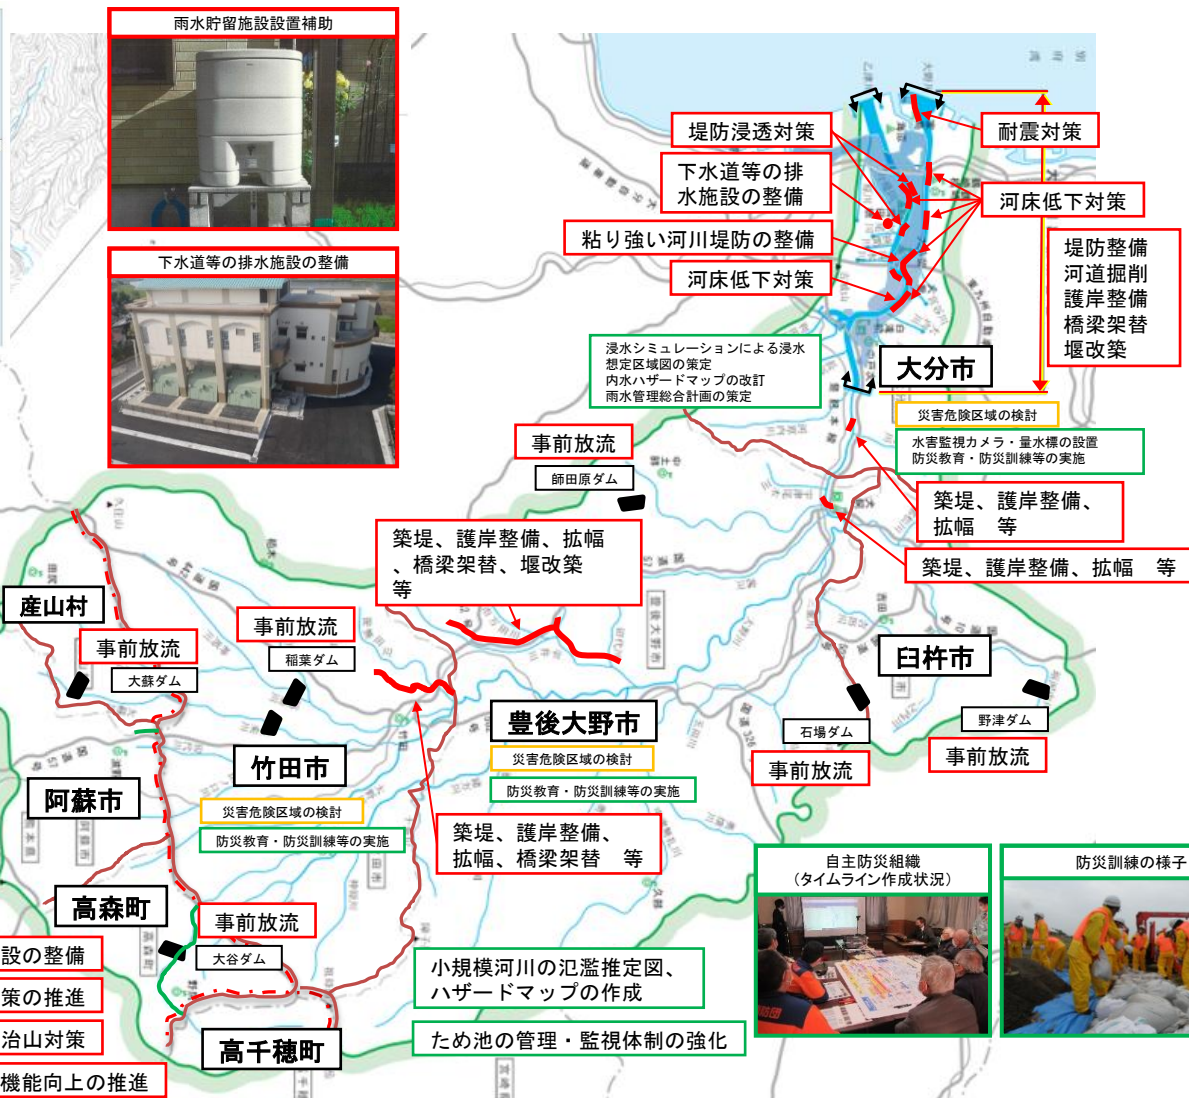 雨水貯留施設設置補助
下水道等の排水施設の整備
堤防浸透対策
下水道等の排
水施設の整備
粘り強い河川堤防の整備
河床低下対策
耐震対策
河床低下対策
堤防整備
河道掘削
護岸整備
橋梁架替
堰改築
浸水シミュレーションによる浸水
想定区域図の策定
内水ハザードマップの改訂
雨水管理総合計画の策定
大分市
災害危険区域の検討
水害監視カメラ・量水標の設置
防災教育・防災訓練等の実施
事前放流
師田原ダム
築堤、護岸整備、
拡幅 等
築堤、護岸整備、拡幅
、橋梁架替、堰改築
等
築堤、護岸整備、拡幅 等
産山村
事前放流
大蘇ダム
事前放流
稲葉ダム
臼杵市
豊後大野市
豊後大野市
災害危険区域の検討
防災教育・防災訓練等の実施
石場ダム
事前放流
野津ダム
事前放流
竹田市
災害危険区域の検討
防災教育・防災訓練等の実施
阿蘇市
築堤、護岸整備、
拡幅、橋梁架替 等
高森町
事前放流
大谷ダム
設の整備
策の推進
治山対策
機能向上の推進
高千穂町
小規模河川の氾濫推定図、
ハザードマップの作成
ため池の管理・監視体制の強化
自主防災組織
(タイムライン作成状況)
防災訓練の様子